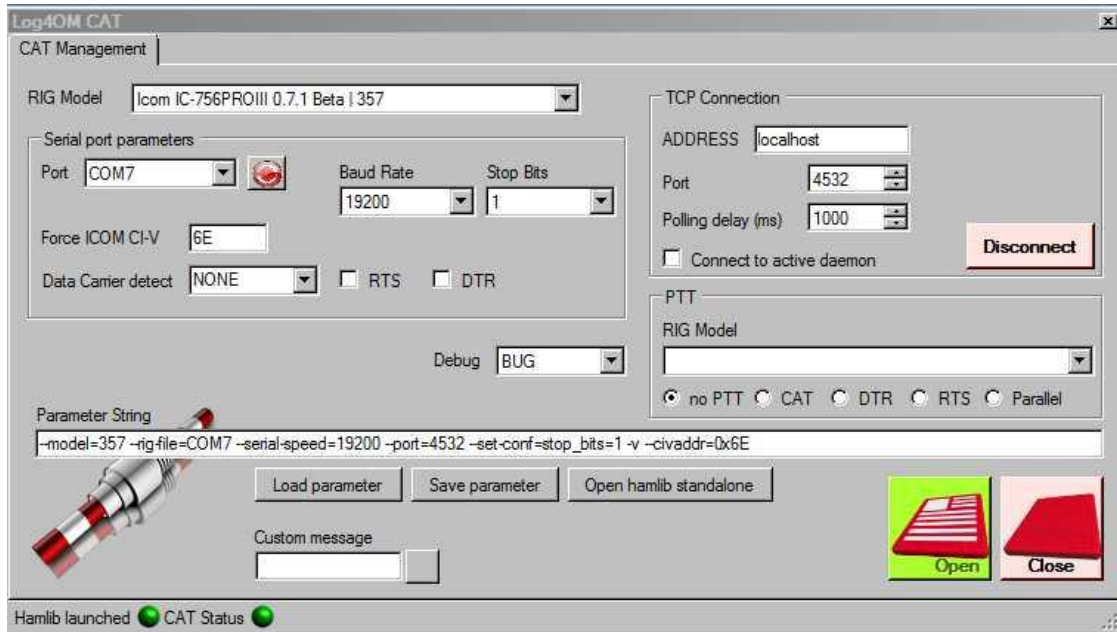 Log4OM CAT
CAT Management
RIG Model Icom IC-756PROIII 0.7.1 Beta | 357
Serial port parameters
Port COM7
Baud Rate Stop Bits
19200 1
Force ICOM CI-V 6E
Data Carrier detect NONE RTS DTR
Debug BUG
TCP Connection
ADDRESS localhost
Port 4532
Polling delay (ms) 1000
Connect to active daemon
Disconnect
PTT
RIG Model
no PTT CAT DTR RTS Parallel
Parameter String
--model=357 --rig-file=COM7 --serial-speed=19200 --port=4532 --set-conf=stop_bits=1 -v --civaddr=0x6E
Load parameter Save parameter Open hamlib standalone
Custom message
Open Close
Hamlib launched CAT Status